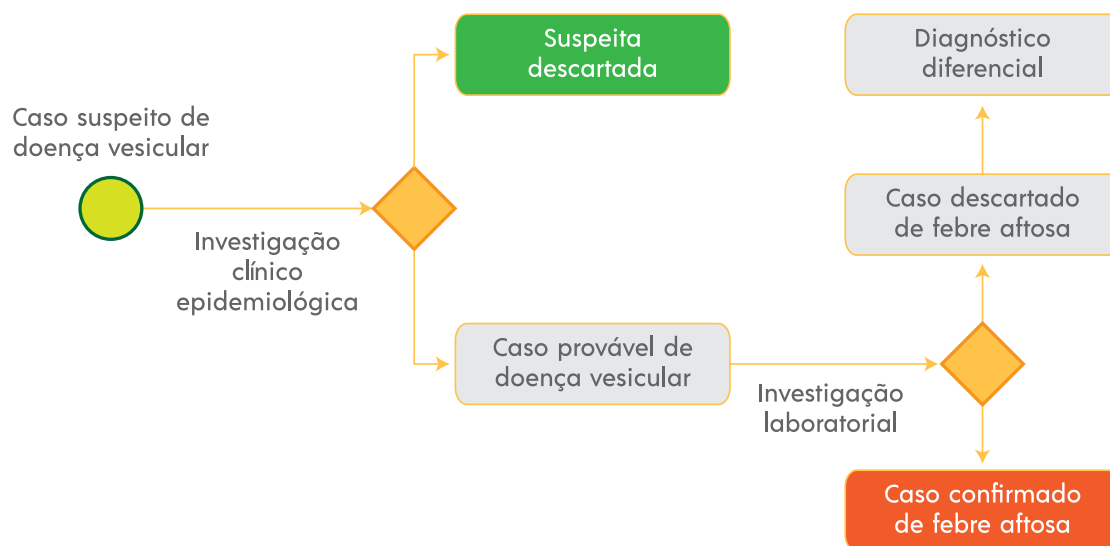 Suspeita
descartada
Diagnóstico
diferencial
Caso suspeito de
doença vesicular
Caso descartado
de febre aftosa
Investigação
clínico
epidemiológica
Caso provável de
doença vesicular
Investigação
laboratorial
Caso confirmado
de febre aftosa